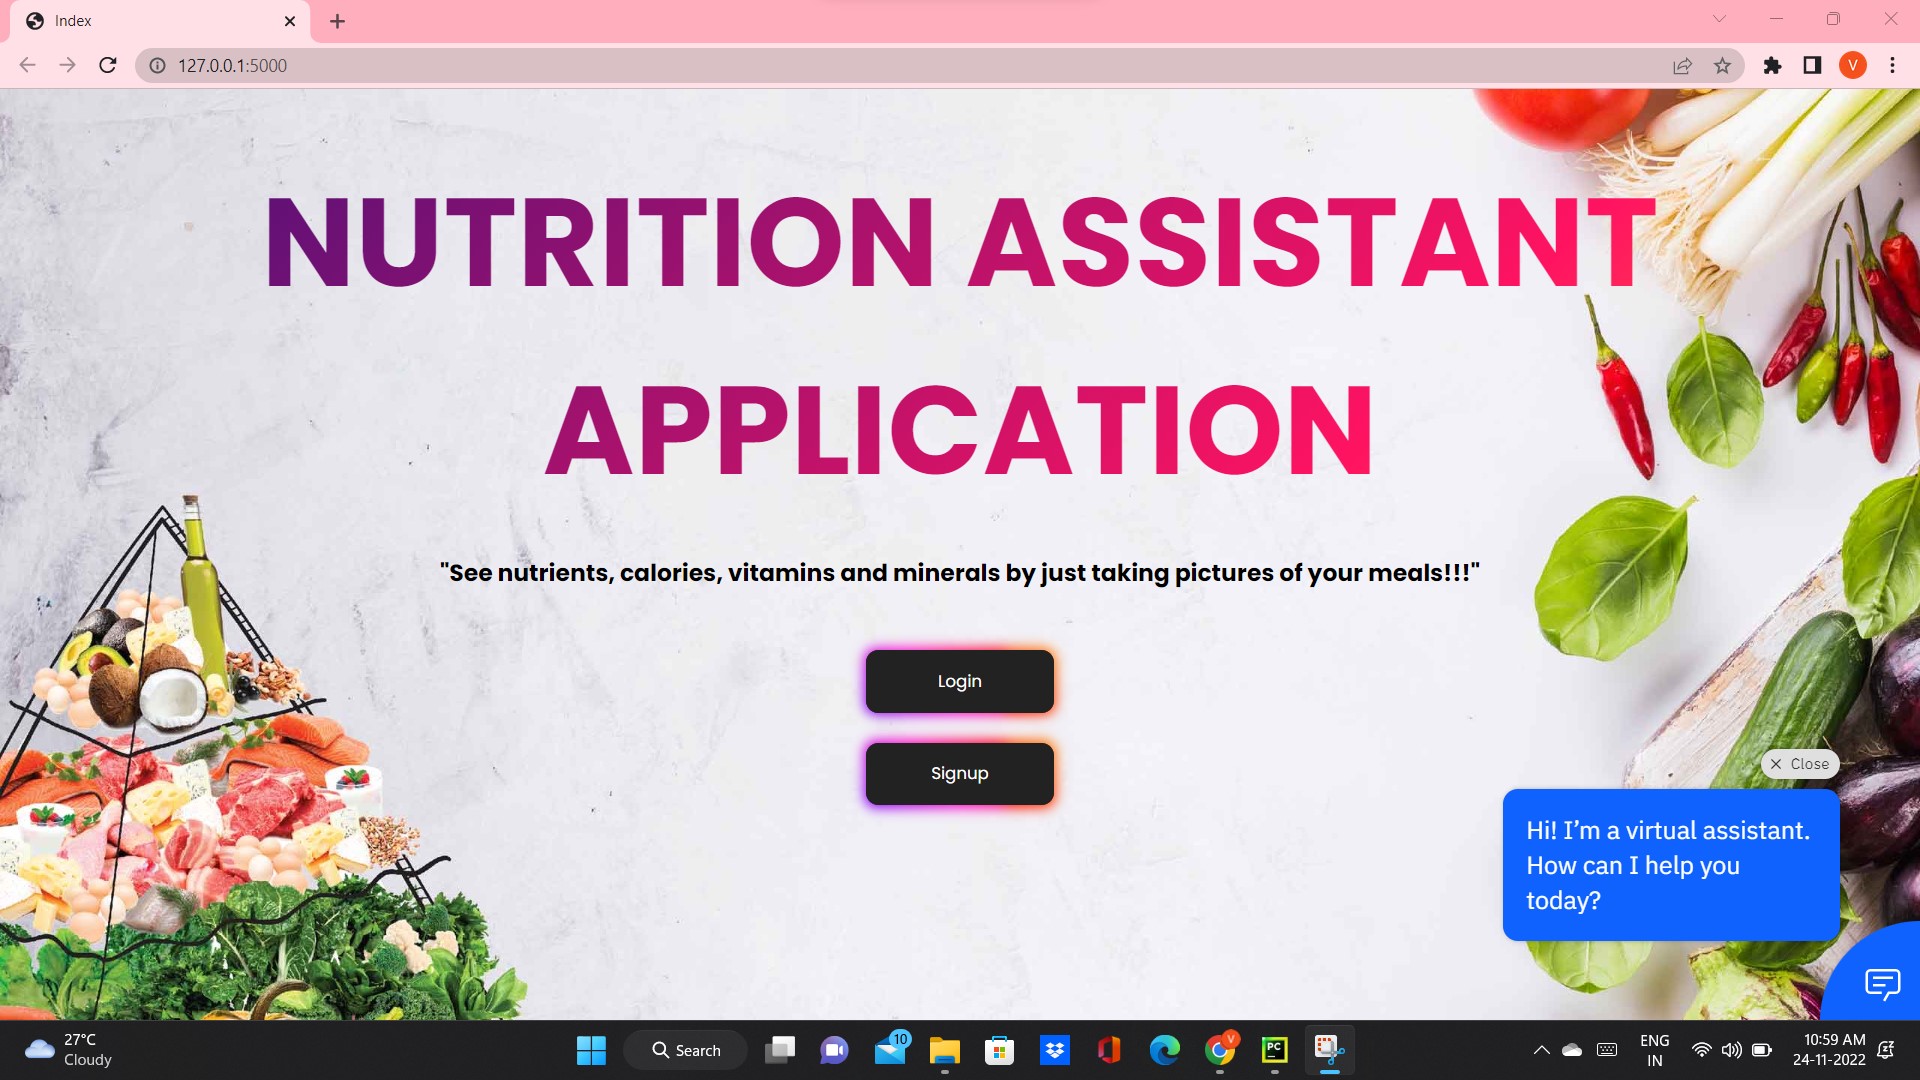 Index
127.0.0.1:5000
V
NUTRITION ASSISTANT
APPLICATION
"See nutrients, calories, vitamins and minerals by just taking pictures of your meals!!!"
Login
Signup
Close
Hi! I’m a virtual assistant.
How can I help you
today?
27°C
Cloudy
Search
10
V
PC
ENG
IN
10:59 AM
24-11-2022